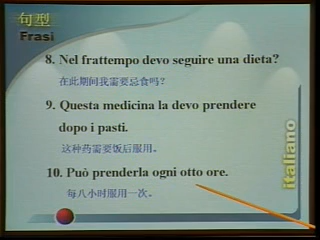 句型
Frasi
8. Nel frattempo devo seguire una dieta?
在此期间我需要忌食吗?
9. Questa medicina la devo prendere
dopo i pasti.
这种药需要饭后服用。
10. Può prenderla ogni otto ore.
每八小时服用一次。
italiano